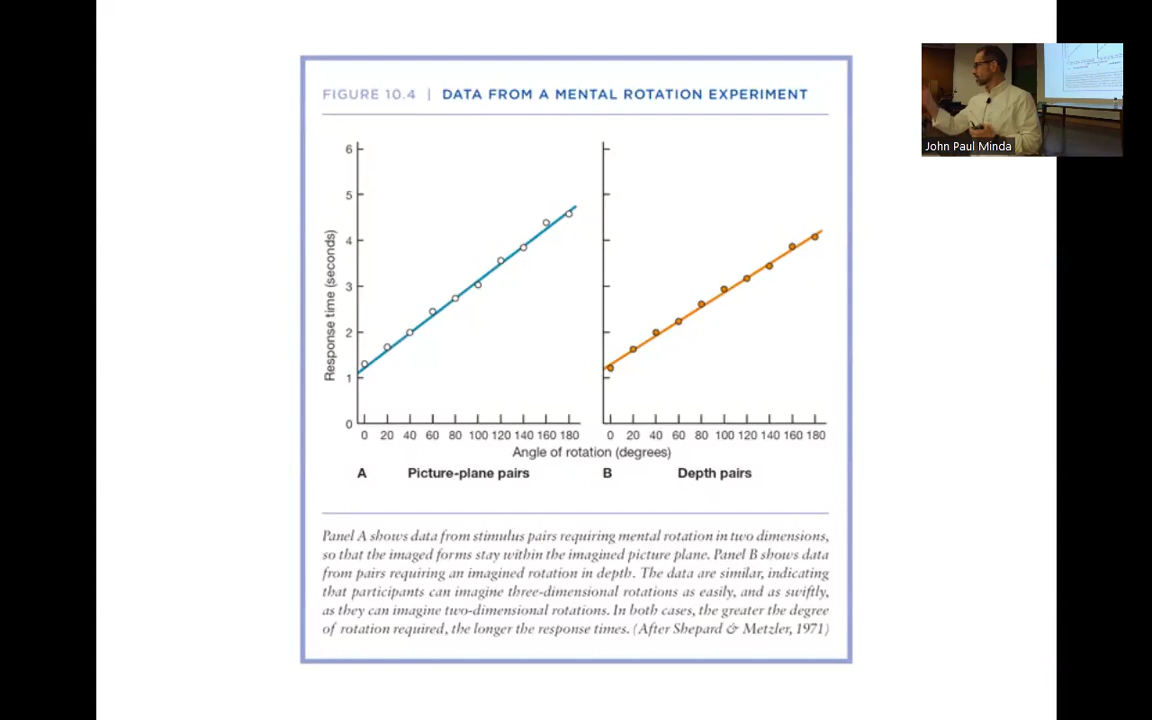 FIGURE 10.4 | DATA FROM A MENTAL ROTATION EXPERIMENT
John Paul Minda
Response time (seconds)
6
5
4
3
2
1
0
0 20 40 60 80 100 120 140 160 180
0 20 40 60 80 100 120 140 160 180
Angle of rotation (degrees)
A Picture-plane pairs
B Depth pairs
Panel A shows data from stimulus pairs requiring mental rotation in two dimensions,
so that the imaged forms stay within the imagined picture plane. Panel B shows data
from pairs requiring an imagined rotation in depth. The data are similar, indicating
that participants can imagine three-dimensional rotations as easily, and as swiftly,
as they can imagine two-dimensional rotations. In both cases, the greater the degree
of rotation required, the longer the response times. (After Shepard & Metzler, 1971)